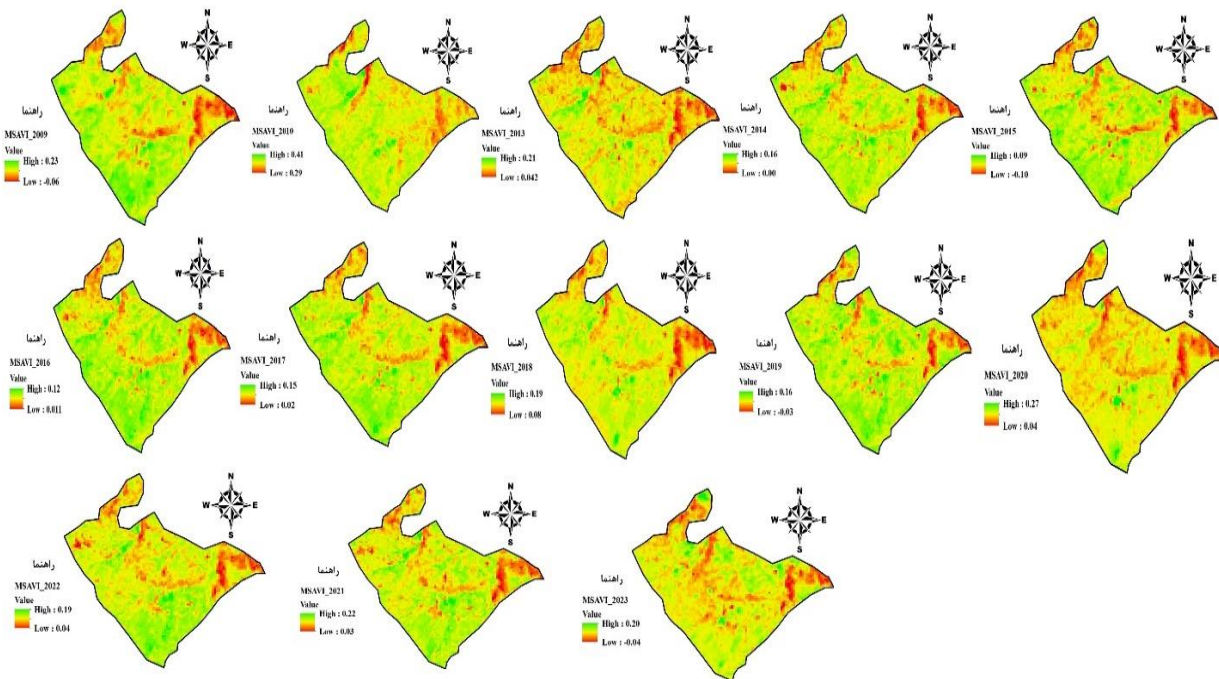 N
W E
S
راهنما
MSAVI_2009
Value
High : 0.23
Low : -0.06
N
W E
S
راهنما
MSAVI_2010
Value
High : 0.41
Low : 0.29
N
W E
S
راهنما
MSAVI_2013
Value
High : 0.21
Low : 0.042
N
W E
S
راهنما
MSAVI_2014
Value
High : 0.16
Low : 0.00
N
W E
S
راهنما
MSAVI_2015
Value
High : 0.09
Low : -0.10
N
W E
S
راهنما
MSAVI_2016
Value
High : 0.12
Low : 0.011
N
W E
S
راهنما
MSAVI_2017
Value
High : 0.15
Low : 0.02
N
W E
S
راهنما
MSAVI_2018
Value
High : 0.19
Low : 0.08
N
W E
S
راهنما
MSAVI_2019
Value
High : 0.16
Low : -0.03
N
W E
S
راهنما
MSAVI_2020
Value
High : 0.27
Low : 0.04
N
W E
S
راهنما
MSAVI_2022
Value
High : 0.19
Low : 0.04
N
W E
S
راهنما
MSAVI_2021
Value
High : 0.22
Low : 0.03
N
W E
S
راهنما
MSAVI_2023
Value
High : 0.20
Low : -0.04